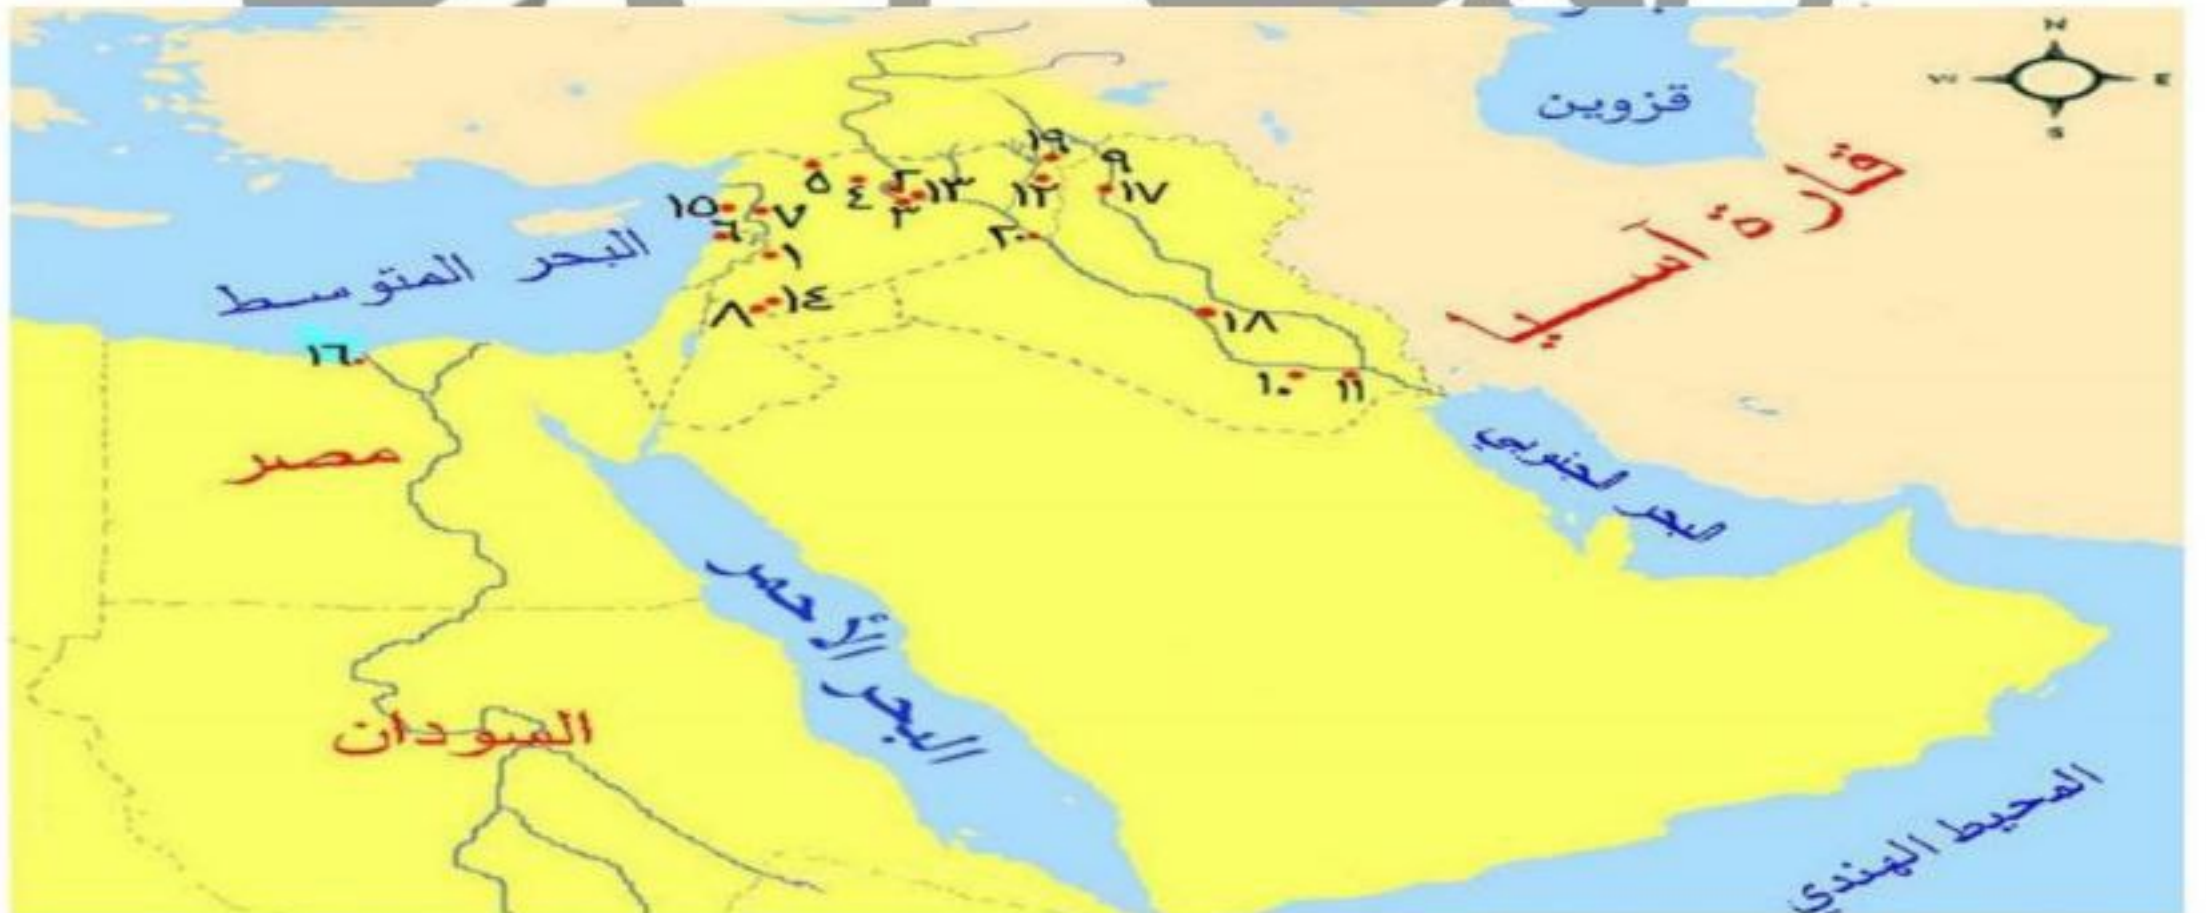 N
W
E
S
قزوين
قارة آسيا
١٩
٩
٥
٤
٢
١٣
١٢
١٧
٣
١٥
٧
٦
٢٠
١
٨
١٤
١٨
١٦
١٠
١١
البحر المتوسط
مصر
البحر الجنوبي
البحر الأحمر
السودان
المحيط الهندي